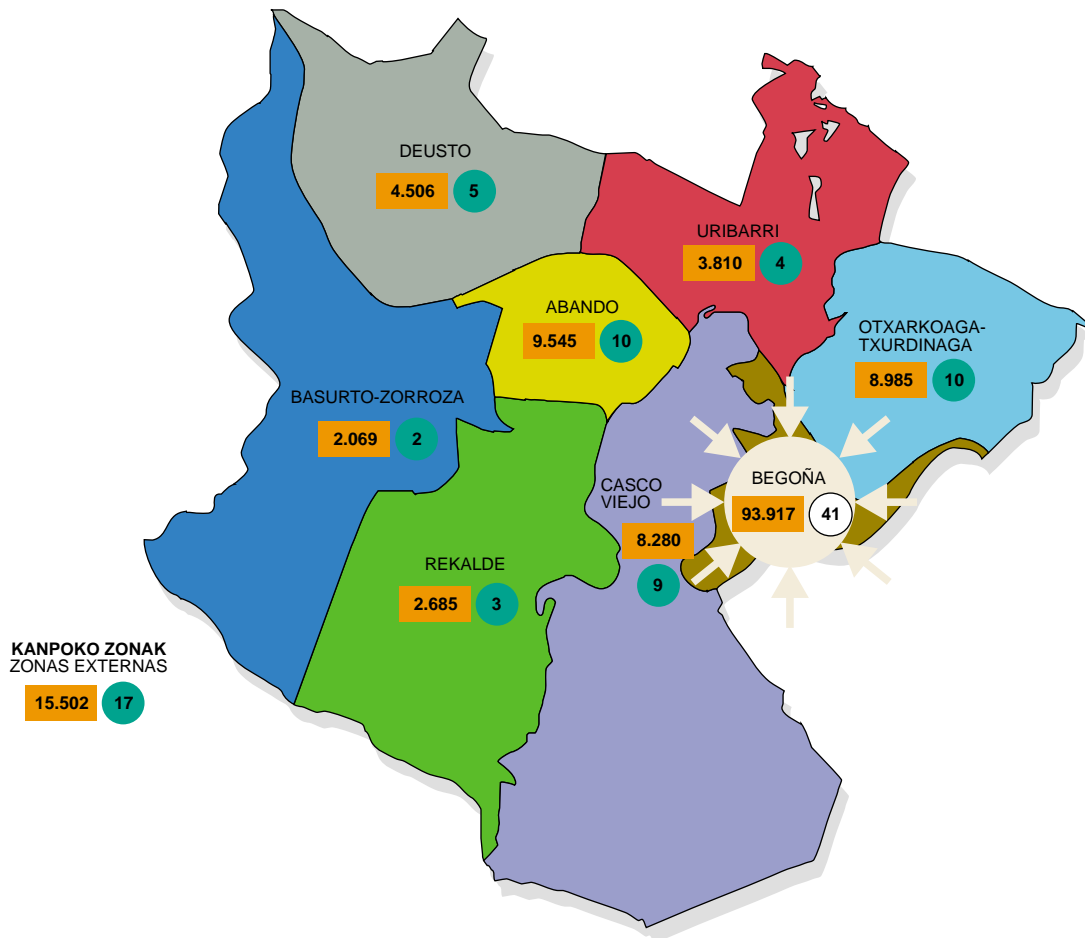 DEUSTO
4.506 5
URIBARRI
3.810 4
ABANDO
9.545 10
OTXARKOAGA-
TXURDINAGA
8.985 10
BASURTO-ZORROZA
2.069 2
CASCO
VIEJO
8.280
9
BEGOÑA
93.917 41
REKALDE
2.685 3
KANPOKO ZONAK
ZONAS EXTERNAS
15.502 17